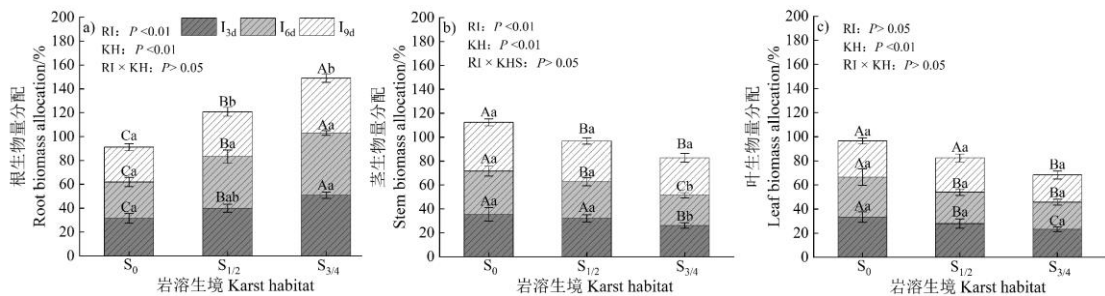 a)
I3d
I6d
I9d
RI: P <0.01
KH: P <0.01
RI × KH: P> 0.05
根生物量分配
Root biomass allocation/%
200
180
160
140
120
100
80
60
40
20
0
Ca
Ca
Ca
Bb
Ba
Bab
Ab
Aa
Aa
S0
S1/2
S3/4
岩溶生境 Karst habitat
b)
RI: P <0.01
KH: P <0.01
RI × KHS: P> 0.05
茎生物量分配
Stem biomass allocation/%
200
180
160
140
120
100
80
60
40
20
0
Aa
Aa
Aa
Ba
Ba
Aa
Ba
Cb
Bb
S0
S1/2
S3/4
岩溶生境 Karst habitat
c)
RI: P> 0.05
KH: P <0.01
RI × KH: P> 0.05
叶生物量分配
Leaf biomass allocation/%
200
180
160
140
120
100
80
60
40
20
0
Aa
Aa
Aa
Aa
Ba
Ba
Ba
Ba
Ca
S0
S1/2
S3/4
岩溶生境 Karst habitat